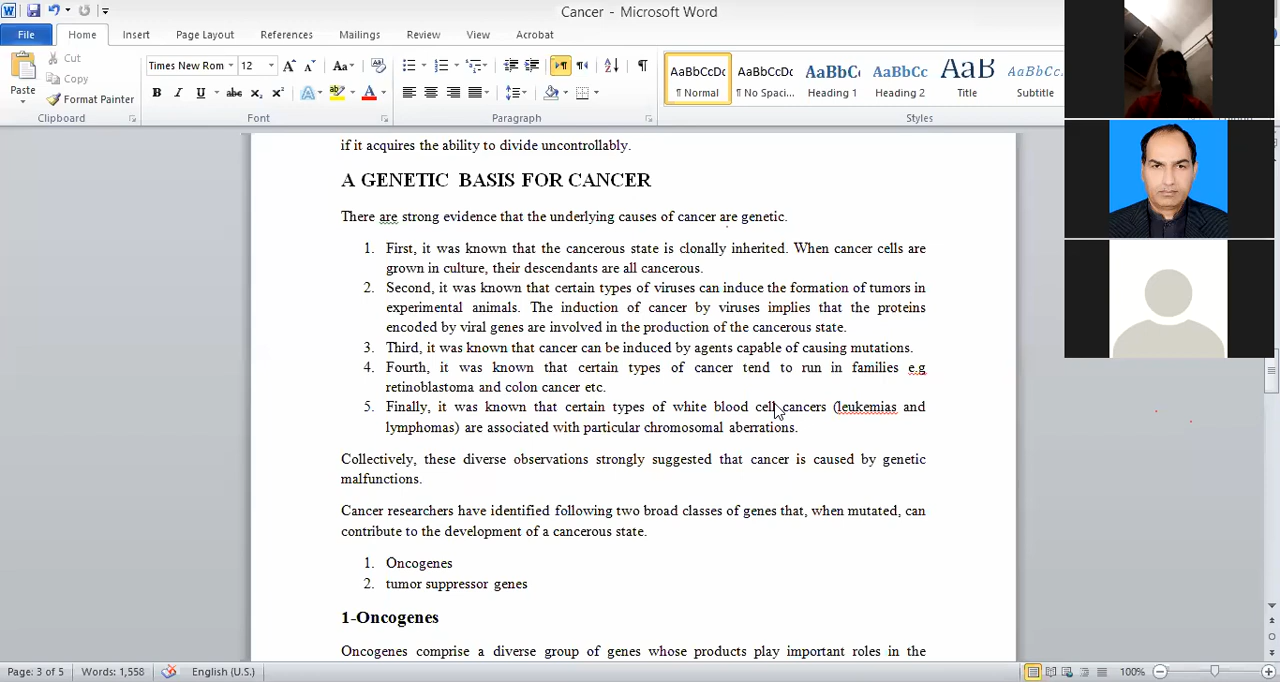 Cancer - Microsoft Word
File Home Insert Page Layout References Mailings Review View Acrobat
Paste
Cut
Copy
Format Painter
Clipboard
Times New Rom 12
Font
Paragraph
AaBbCcDc AaBbCcDc AaBbC AaBbCc AaB AaBbCc
¶ Normal ¶ No Spaci... Heading 1 Heading 2 Title Subtitle
Styles
if it acquires the ability to divide uncontrollably.
A GENETIC BASIS FOR CANCER
There are strong evidence that the underlying causes of cancer are genetic.
1. First, it was known that the cancerous state is clonally inherited. When cancer cells are
grown in culture, their descendants are all cancerous.
2. Second, it was known that certain types of viruses can induce the formation of tumors in
experimental animals. The induction of cancer by viruses implies that the proteins
encoded by viral genes are involved in the production of the cancerous state.
3. Third, it was known that cancer can be induced by agents capable of causing mutations.
4. Fourth, it was known that certain types of cancer tend to run in families e.g
retinoblastoma and colon cancer etc.
5. Finally, it was known that certain types of white blood cell cancers (leukemias and
lymphomas) are associated with particular chromosomal aberrations.
Collectively, these diverse observations strongly suggested that cancer is caused by genetic
malfunctions.
Cancer researchers have identified following two broad classes of genes that, when mutated, can
contribute to the development of a cancerous state.
1. Oncogenes
2. tumor suppressor genes
1-Oncogenes
Oncogenes comprise a diverse group of genes whose products play important roles in the
Page: 3 of 5 Words: 1,558 English (U.S.) 100%